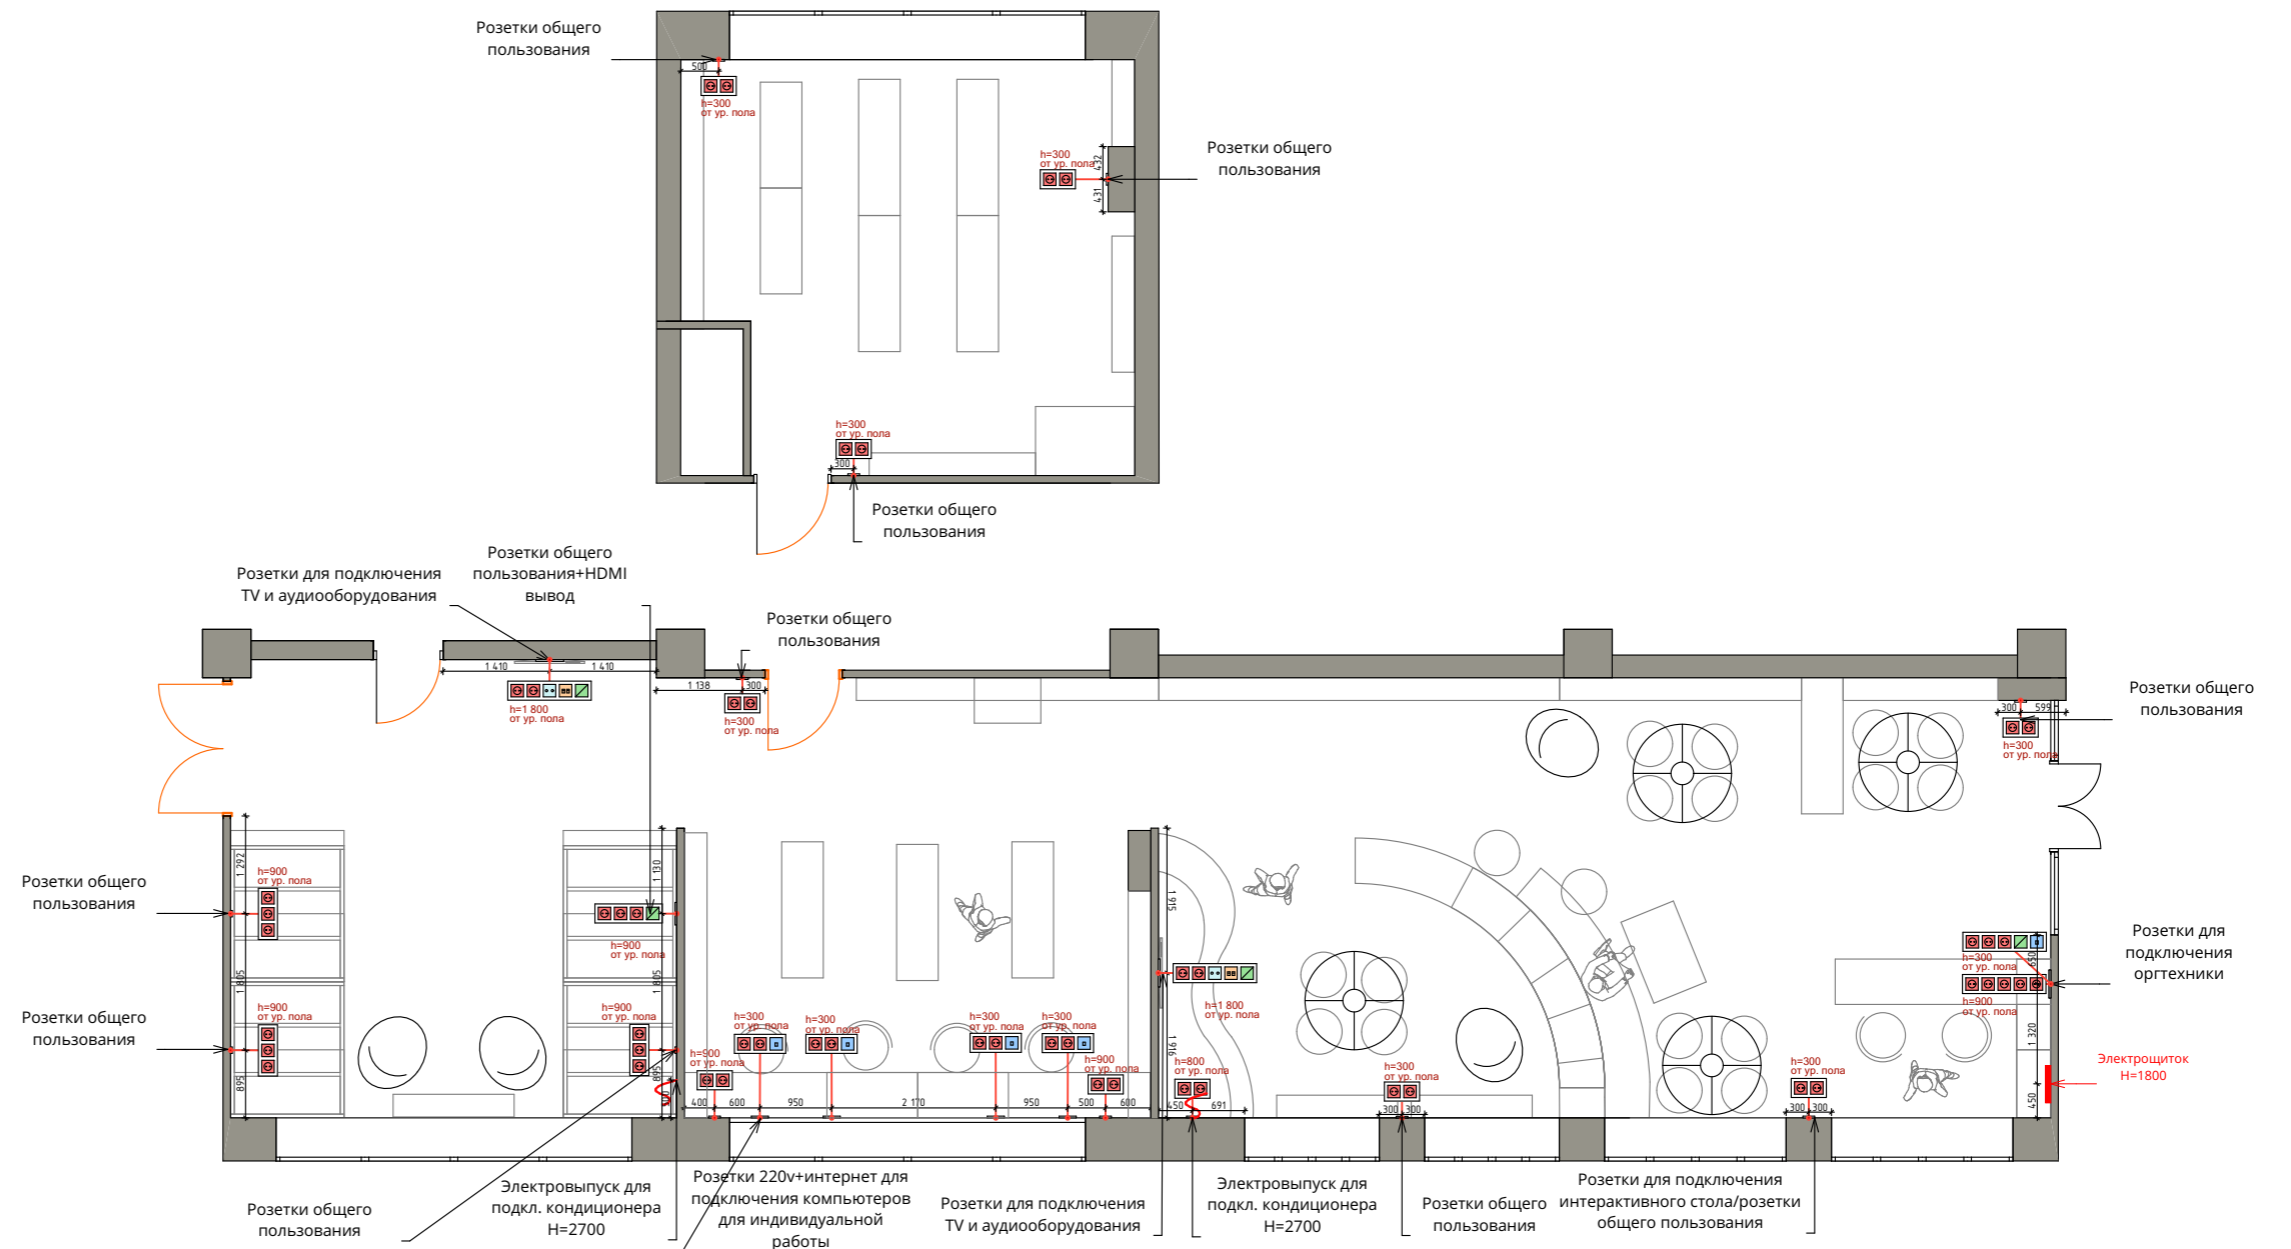 Розетки общего
пользования
500
h=300
от ур. пола
h=300
от ур. пола
432
431
Розетки общего
пользования
h=300
от ур. пола
300
Розетки общего
пользования
Розетки для подключения
TV и аудиооборудования
Розетки общего
пользования+HDMI
вывод
Розетки общего
пользования
1 410
1 410
h=1 800
от ур. пола
1 138
300
h=300
от ур. пола
Розетки общего
пользования
300
599
h=300
от ур. пола
Розетки общего
пользования
1 292
h=900
от ур. пола
1 130
h=900
от ур. пола
1 805
1 805
Розетки общего
пользования
h=900
от ур. пола
895
h=900
от ур. пола
895
h=900
от ур. пола
h=300
от ур. пола
h=300
от ур. пола
h=300
от ур. пола
h=300
от ур. пола
h=900
от ур. пола
400
600
950
2 170
950
500
600
1 915
1 916
h=1 800
от ур. пола
h=800
от ур. пола
450
691
h=300
от ур. пола
300
300
h=300
от ур. пола
300
300
650
h=300
от ур. пола
h=900
от ур. пола
1 320
450
Розетки для
подключения
оргтехники
Электрощиток
H=1800
Розетки общего
пользования
Электровыпуск для
подкл. кондиционера
H=2700
Розетки 220v+интернет для
подключения компьютеров
для индивидуальной
работы
Розетки для подключения
TV и аудиооборудования
Электровыпуск для
подкл. кондиционера
H=2700
Розетки общего
пользования
Розетки для подключения
интерактивного стола/розетки
общего пользования